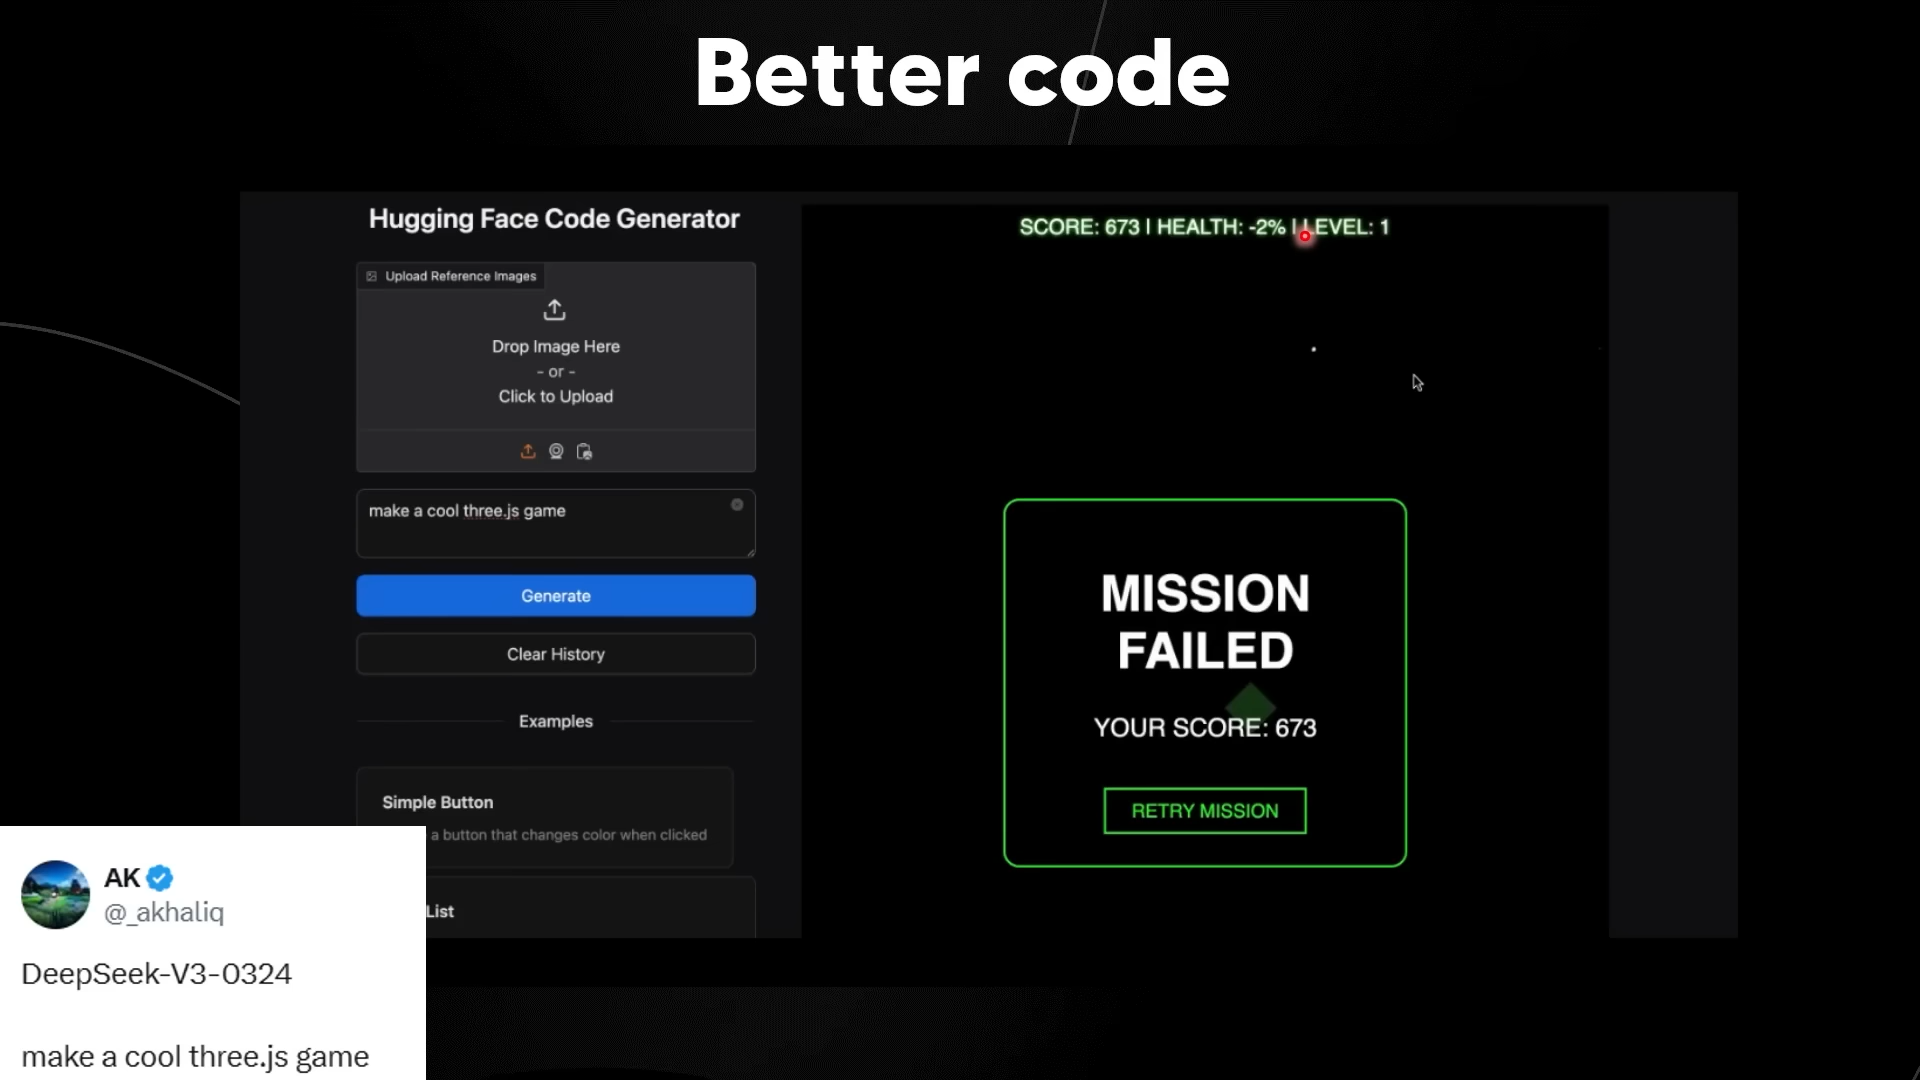 Better code
Hugging Face Code Generator
Upload Reference Images
Drop Image Here
- or -
Click to Upload
make a cool three.js game
Generate
Clear History
Examples
Simple Button
a button that changes color when clicked
List
SCORE: 673 | HEALTH: -2% | LEVEL: 1
MISSION
FAILED
YOUR SCORE: 673
RETRY MISSION
AK
@_akhaliq
DeepSeek-V3-0324
make a cool three.js game